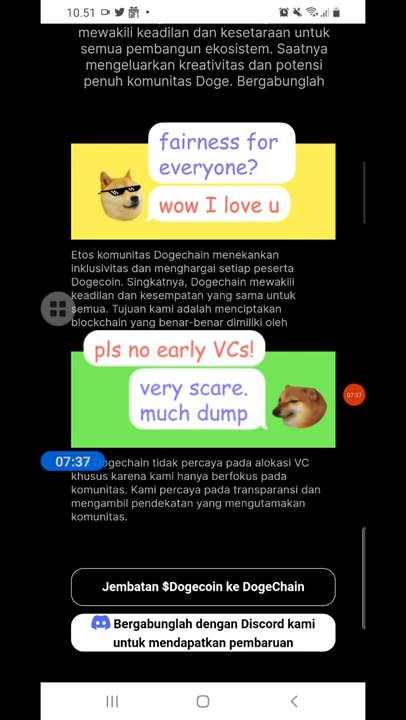 10.51
mewakili keadilan dan kesetaraan untuk
semua pembangun ekosistem. Saatnya
mengeluarkan kreativitas dan potensi
penuh komunitas Doge. Bergabunglah
fairness for
everyone?
wow I love u
Etos komunitas Dogechain menekankan
inklusivitas dan menghargai setiap peserta
Dogecoin. Singkatnya, Dogechain mewakili
keadilan dan kesempatan yang sama untuk
semua. Tujuan kami adalah menciptakan
blockchain yang benar-benar dimiliki oleh
pls no early VCs!
very scare.
much dump
07:37
07:37
ogechain tidak percaya pada alokasi VC
khusus karena kami hanya berfokus pada
komunitas. Kami percaya pada transparansi dan
mengambil pendekatan yang mengutamakan
komunitas.
Jembatan $Dogecoin ke DogeChain
Bergabunglah dengan Discord kami
untuk mendapatkan pembaruan